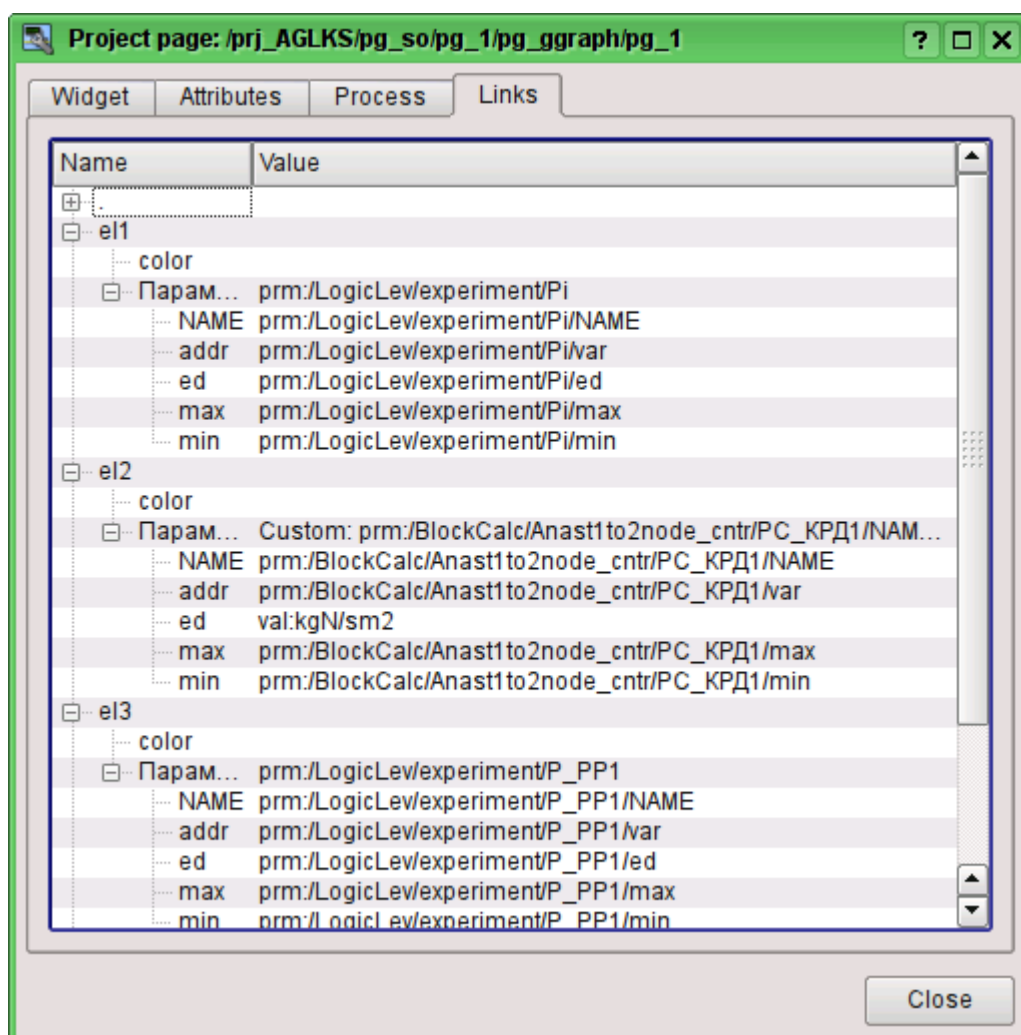 Project page: /prj_AGLKS/pg_so/pg_1/pg_ggraph/pg_1
Widget Attributes Process Links
Name Value
.
el1
color
Парам... prm:/LogicLev/experiment/Pi
NAME prm:/LogicLev/experiment/Pi/NAME
addr prm:/LogicLev/experiment/Pi/var
ed prm:/LogicLev/experiment/Pi/ed
max prm:/LogicLev/experiment/Pi/max
min prm:/LogicLev/experiment/Pi/min
el2
color
Парам... Custom: prm:/BlockCalc/Anast1to2node_cntr/PC_КРД1/NAM...
NAME prm:/BlockCalc/Anast1to2node_cntr/PC_КРД1/NAME
addr prm:/BlockCalc/Anast1to2node_cntr/PC_КРД1/var
ed val:kgN/sm2
max prm:/BlockCalc/Anast1to2node_cntr/PC_КРД1/max
min prm:/BlockCalc/Anast1to2node_cntr/PC_КРД1/min
el3
color
Парам... prm:/LogicLev/experiment/P_PP1
NAME prm:/LogicLev/experiment/P_PP1/NAME
addr prm:/LogicLev/experiment/P_PP1/var
ed prm:/LogicLev/experiment/P_PP1/ed
max prm:/LogicLev/experiment/P_PP1/max
min prm:/LogicLev/experiment/P_PP1/min
Close